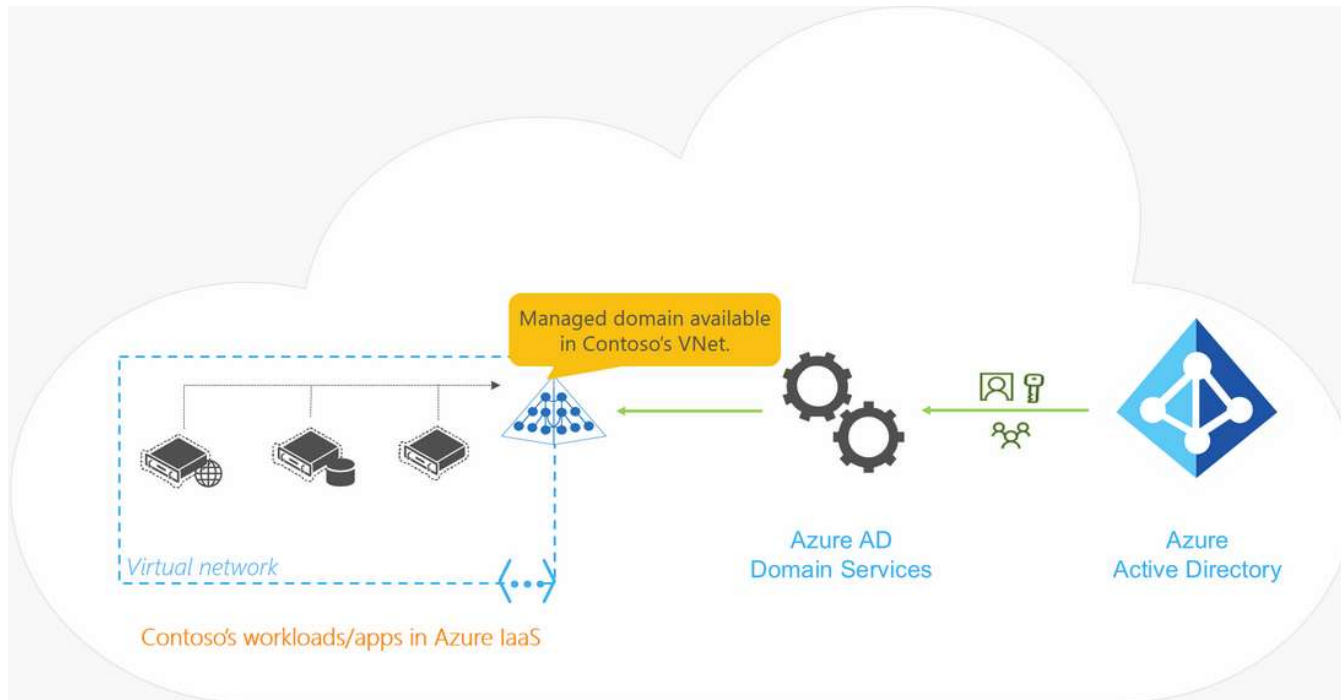 Managed domain available
in Contoso's VNet.
Virtual network
Azure AD
Domain Services
Azure
Active Directory
Contoso's workloads/apps in Azure IaaS